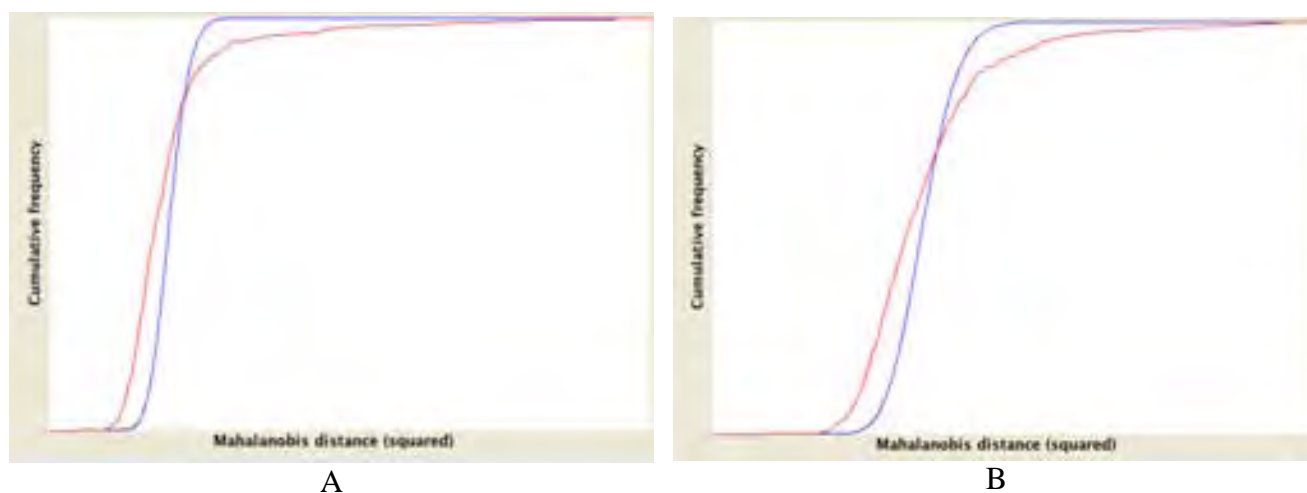 Cumulative frequency
Mahalanobis distance (squared)
A
Cumulative frequency
Mahalanobis distance (squared)
B